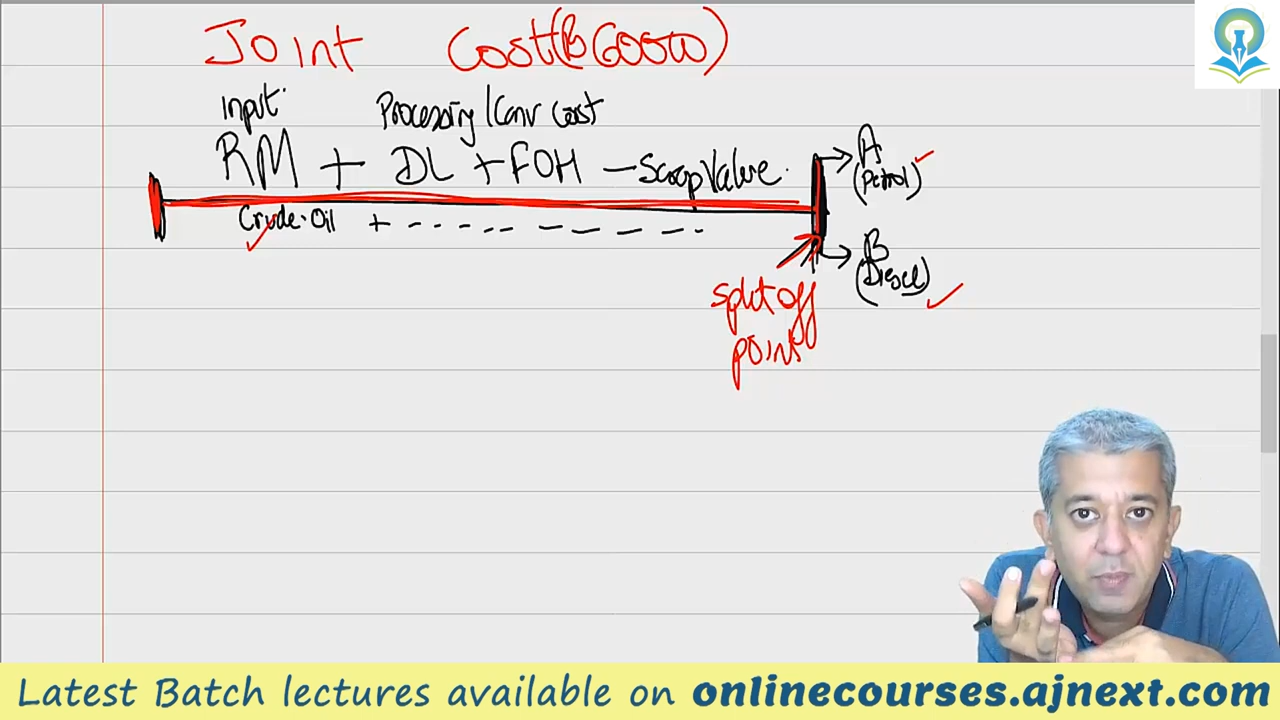 Joint Cost
Input Processing/Conv Cost
RM + DL + FOH - Scrap Value
Crude Oil + - - - - - - - - -
A
(Petrol)
B
(Diesel)
split off
point
Latest Batch lectures available on onlinecourses.ajnext.com